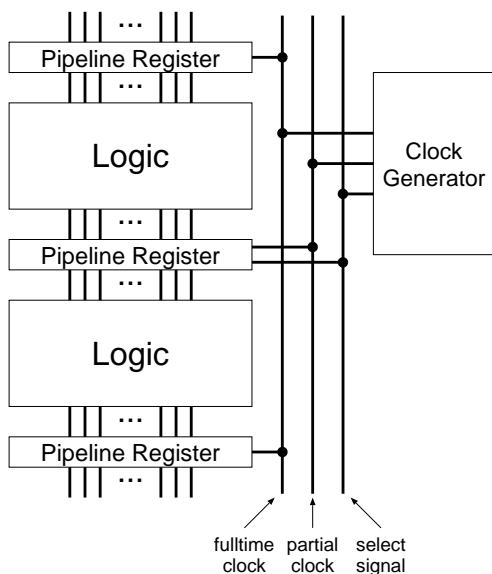 ...
Pipeline Register
...
Logic
Clock
Generator
...
Pipeline Register
...
Logic
...
Pipeline Register
...
fulltime
clock
partial
clock
select
signal